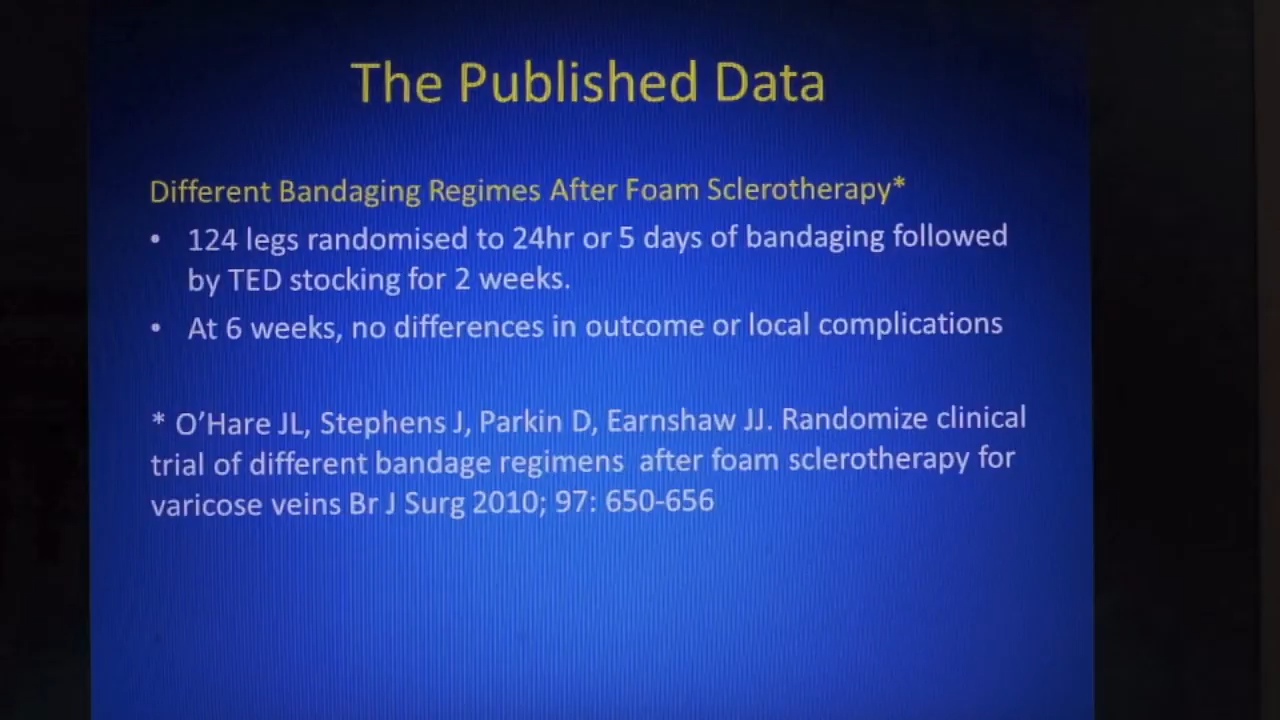 The Published Data
Different Bandaging Regimes After Foam Sclerotherapy*
• 124 legs randomised to 24hr or 5 days of bandaging followed
by TED stocking for 2 weeks.
• At 6 weeks, no differences in outcome or local complications
* O’Hare JL, Stephens J, Parkin D, Earnshaw JJ. Randomize clinical
trial of different bandage regimens after foam sclerotherapy for
varicose veins Br J Surg 2010; 97: 650-656